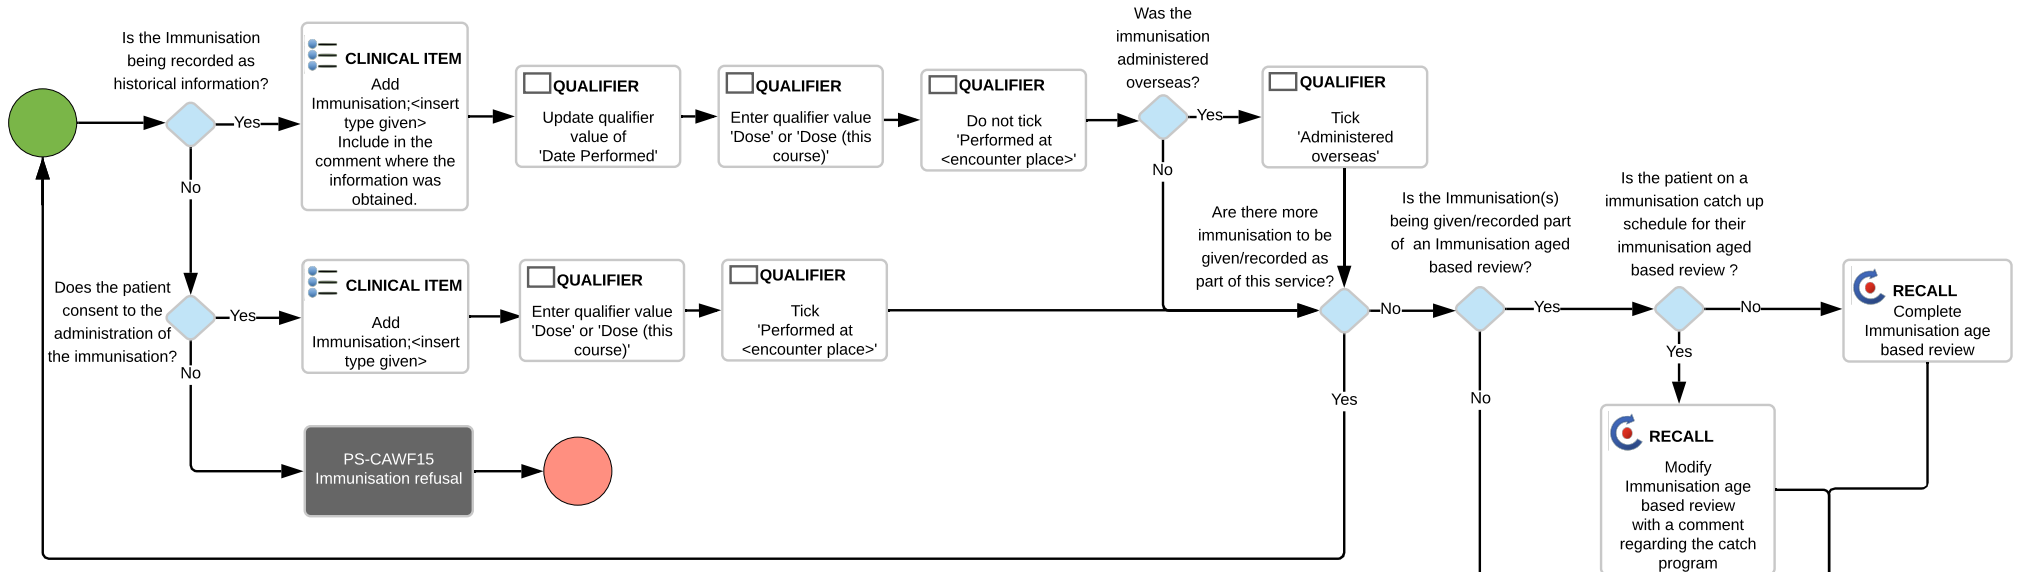 Is the Immunisation
being recorded as
historical information?
Yes
No
CLINICAL ITEM
Add
Immunisation;<insert
type given>
Include in the
comment where the
information was
obtained.
QUALIFIER
Update qualifier
value of
'Date Performed'
QUALIFIER
Enter qualifier value
'Dose' or 'Dose (this
course)'
QUALIFIER
Do not tick
'Performed at
<encounter place>'
Was the
immunisation
administered
overseas?
Yes
No
QUALIFIER
Tick
'Administered
overseas'
Does the patient
consent to the
administration of
the immunisation?
Yes
No
CLINICAL ITEM
Add
Immunisation;<insert
type given>
QUALIFIER
Enter qualifier value
'Dose' or 'Dose (this
course)'
QUALIFIER
Tick
'Performed at
<encounter place>'
Are there more
immunisation to be
given/recorded as
part of this service?
No
Yes
Is the Immunisation(s)
being given/recorded part
of an Immunisation aged
based review?
Yes
No
Is the patient on a
immunisation catch up
schedule for their
immunisation aged
based review ?
No
Yes
RECALL
Complete
Immunisation age
based review
RECALL
Modify
Immunisation age
based review
with a comment
regarding the catch
program
PS-CAWF15
Immunisation refusal